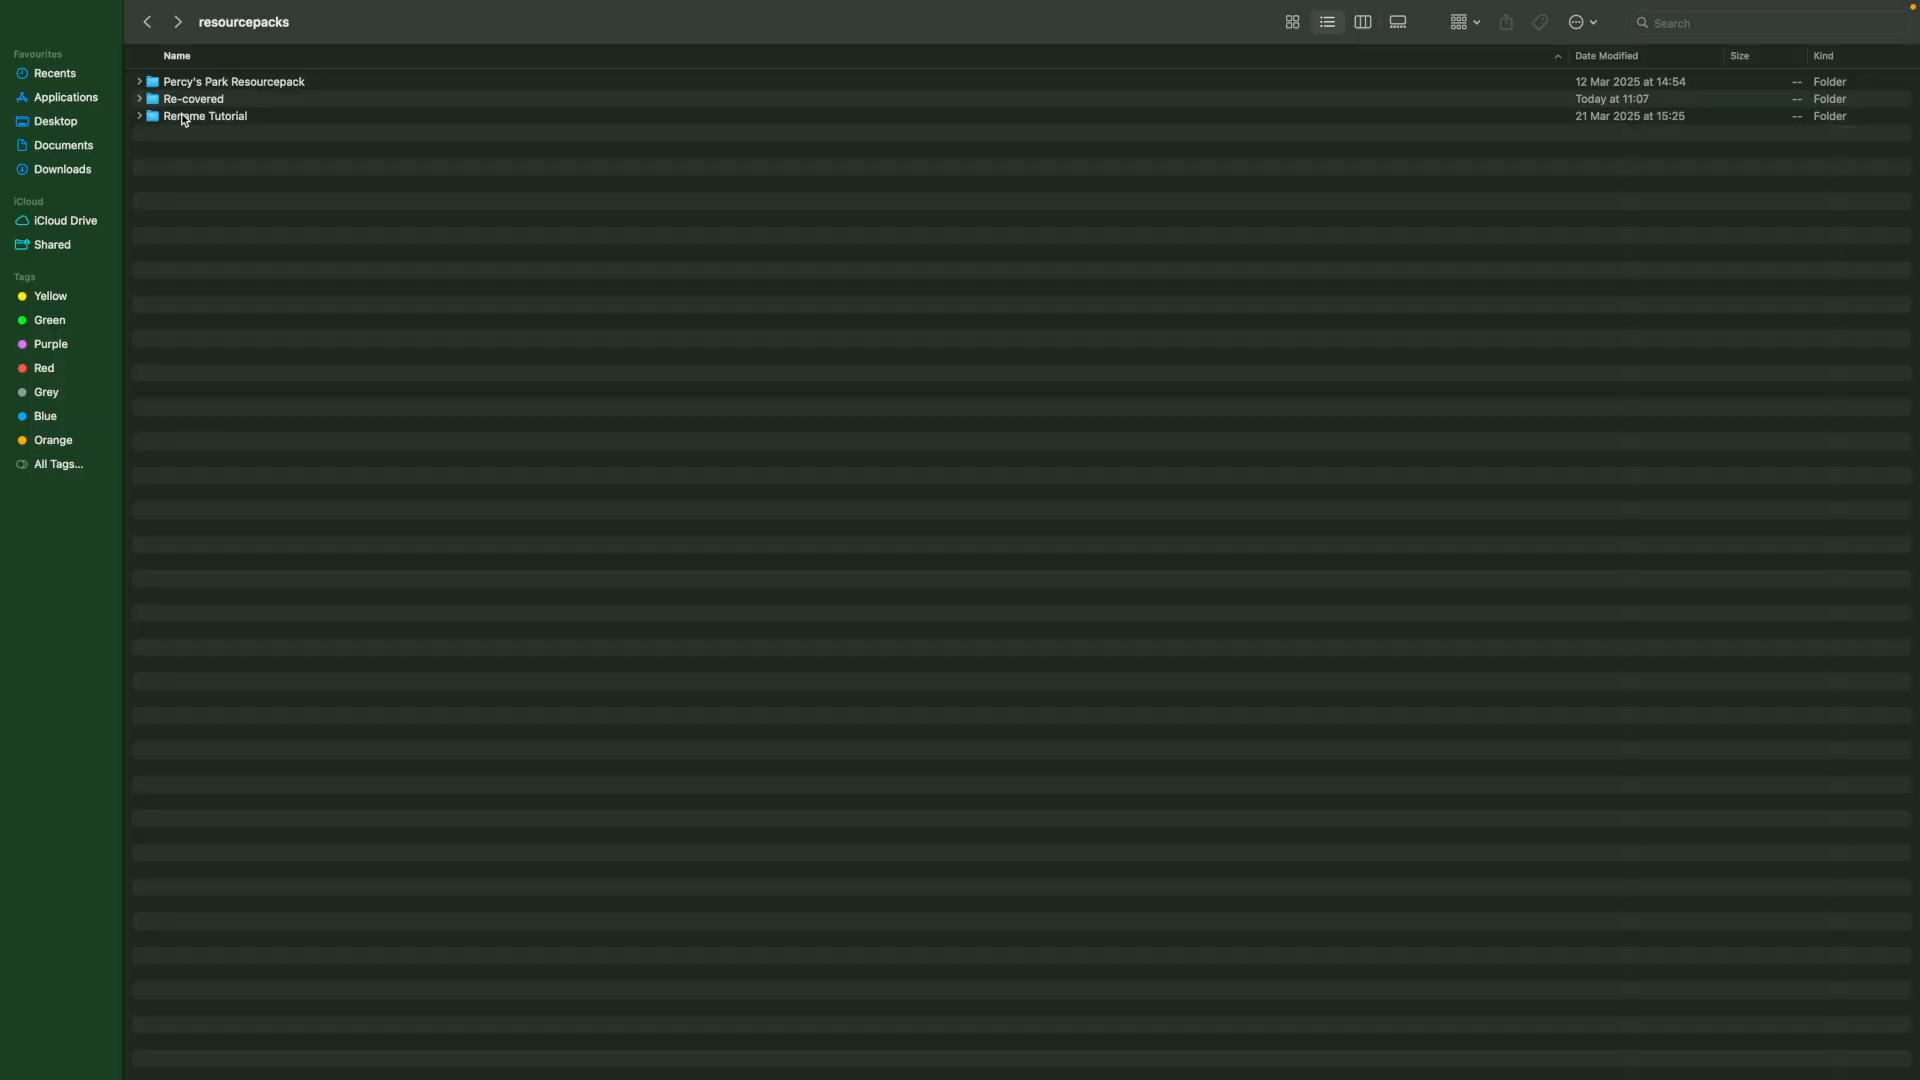 resourcepacks
Search
Favourites
Recents
Applications
Desktop
Documents
Downloads
iCloud
iCloud Drive
Shared
Tags
Yellow
Green
Purple
Red
Grey
Blue
Orange
All Tags...
Name Date Modified Size Kind
Percy's Park Resourcepack 12 Mar 2025 at 14:54 -- Folder
Re-covered Today at 11:07 -- Folder
Rename Tutorial 21 Mar 2025 at 15:25 -- Folder